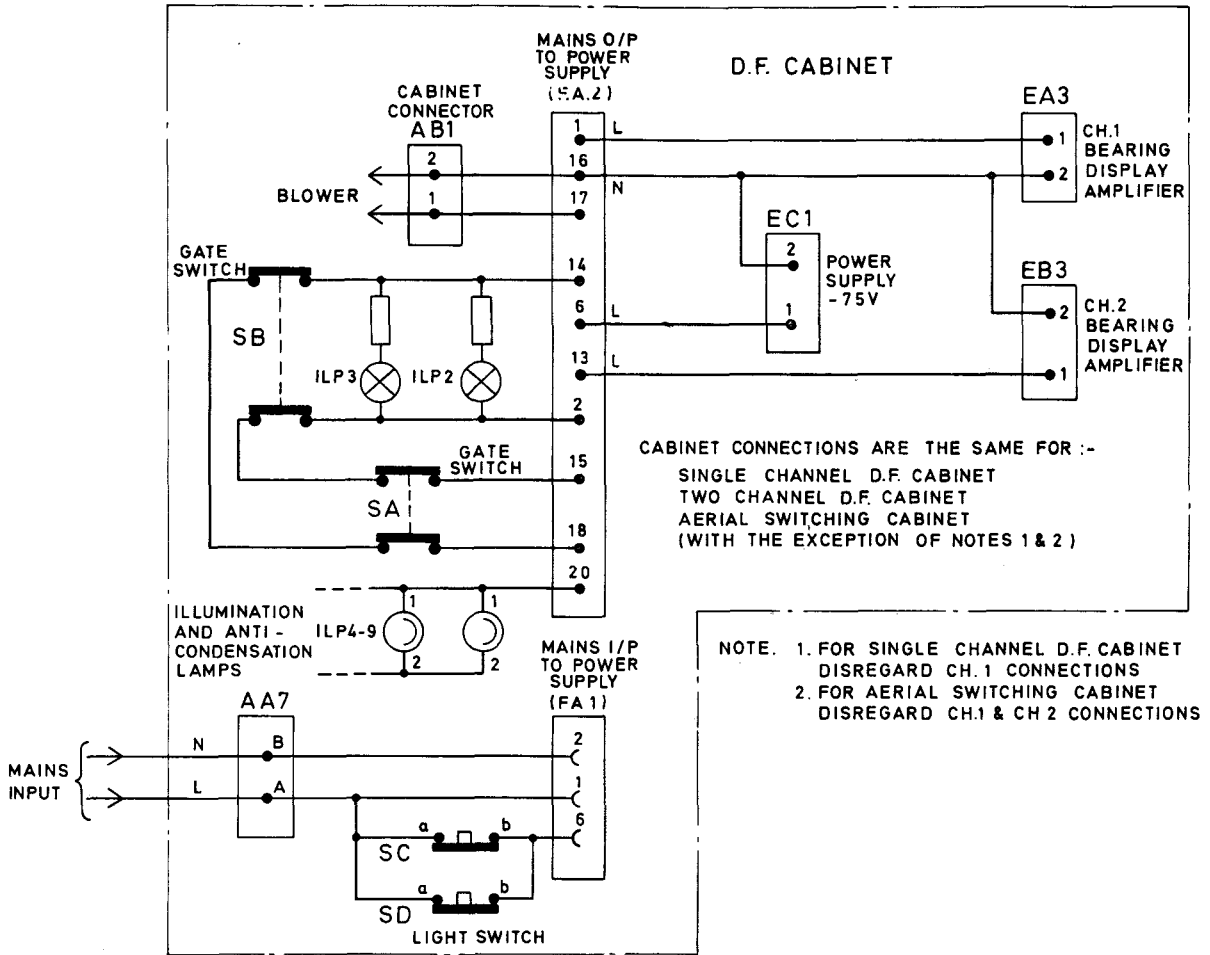 MAINS O/P
TO POWER
SUPPLY
(EA.2)
D.F. CABINET
CABINET
CONNECTOR
AB1
2
1
BLOWER
1
L
16
N
17
14
6
L
13
L
2
15
18
20
EA3
1
2
CH.1
BEARING
DISPLAY
AMPLIFIER
EC1
2
1
POWER
SUPPLY
-75V
EB3
2
1
CH.2
BEARING
DISPLAY
AMPLIFIER
GATE
SWITCH
SB
ILP3
ILP2
GATE
SWITCH
SA
CABINET CONNECTIONS ARE THE SAME FOR :-
SINGLE CHANNEL D.F. CABINET
TWO CHANNEL D.F. CABINET
AERIAL SWITCHING CABINET
(WITH THE EXCEPTION OF NOTES 1 & 2)
ILLUMINATION
AND ANTI-
CONDENSATION
LAMPS
ILP4-9
1
2
1
2
MAINS I/P
TO POWER
SUPPLY
(FA1)
2
1
6
NOTE. 1. FOR SINGLE CHANNEL D.F. CABINET
DISREGARD CH.1 CONNECTIONS
2. FOR AERIAL SWITCHING CABINET
DISREGARD CH.1 & CH 2 CONNECTIONS
AA7
MAINS
INPUT
N
B
L
A
a
b
SC
a
b
SD
LIGHT SWITCH